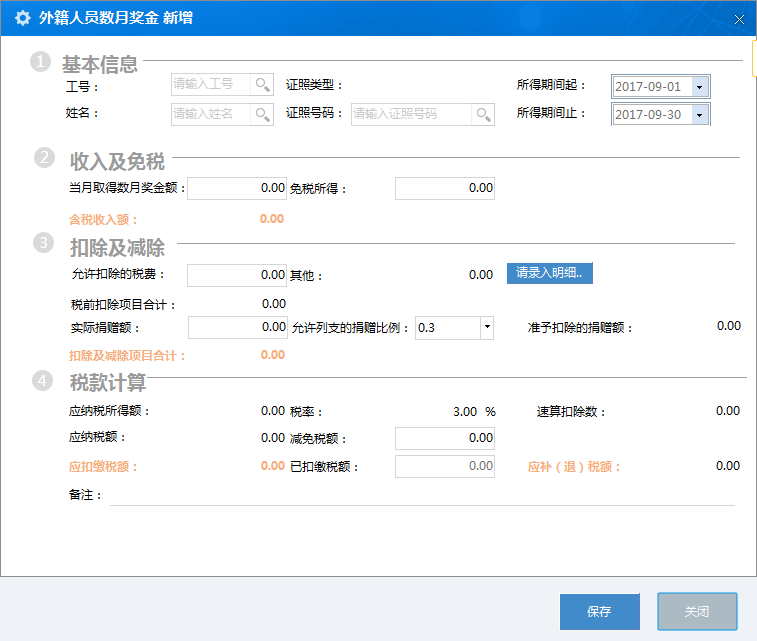 外籍人员数月奖金 新增
1 基本信息
工号： 请输入工号 证照类型： 所得期间起： 2017-09-01
姓名： 请输入姓名 证照号码： 请输入证照号码 所得期间止： 2017-09-30
2 收入及免税
当月取得数月奖金额： 0.00 免税所得： 0.00
含税收入额： 0.00
3 扣除及减除
允许扣除的税费： 0.00 其他： 0.00 请录入明细..
税前扣除项目合计： 0.00
实际捐赠额： 0.00 允许列支的捐赠比例： 0.3 准予扣除的捐赠额： 0.00
扣除及减除项目合计： 0.00
4 税款计算
应纳税所得额： 0.00 税率： 3.00 % 速算扣除数： 0.00
应纳税额： 0.00 减免税额： 0.00
应扣缴税额： 0.00 已扣缴税额： 0.00 应补（退）税额： 0.00
备注：
保存 关闭